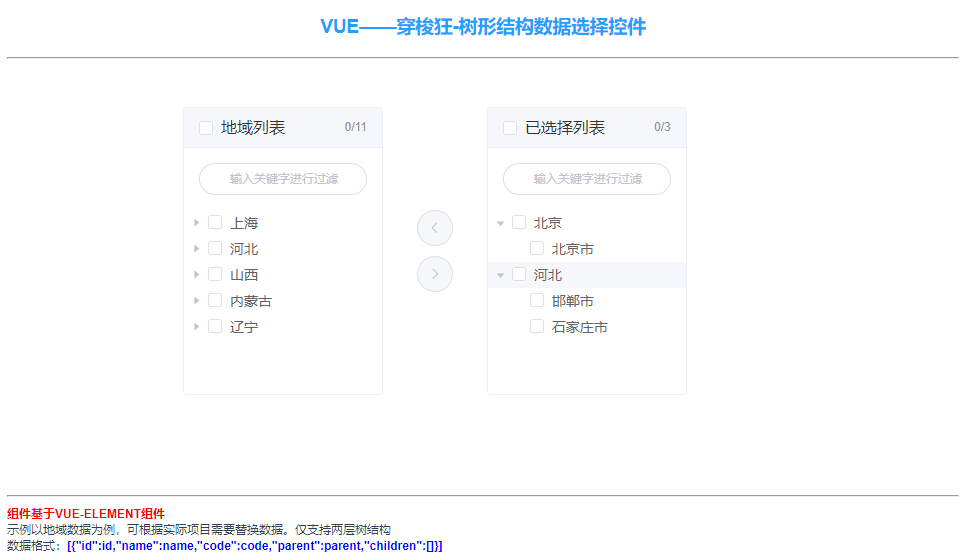 VUE——穿梭狂-树形结构数据选择控件
地域列表 0/11
输入关键字进行过滤
上海
河北
山西
内蒙古
辽宁
已选择列表 0/3
输入关键字进行过滤
北京
北京市
河北
邯郸市
石家庄市
组件基于VUE-ELEMENT组件
示例以地域数据为例，可根据实际项目需要替换数据。仅支持两层树结构
数据格式：[{"id":id,"name":name,"code":code,"parent":parent,"children":[]}]